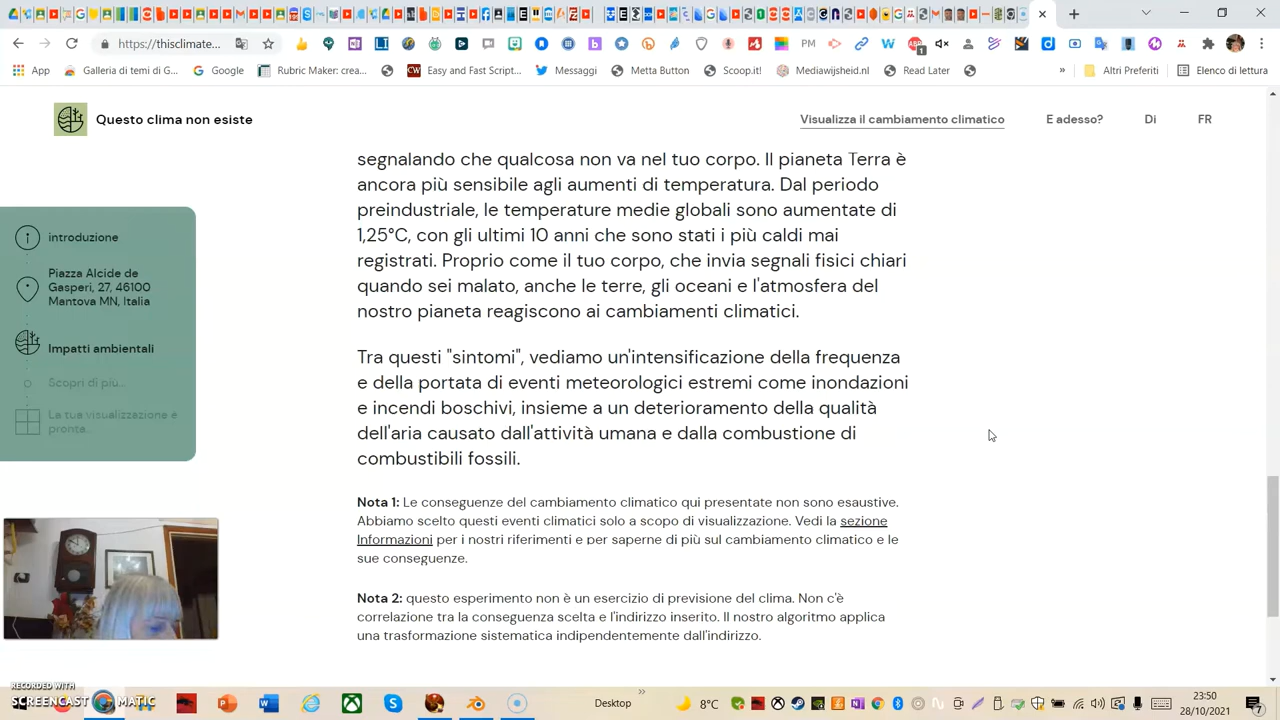 https://thisclimate...
App
Galleria di temi di G...
Google
Rubric Maker: crea...
Easy and Fast Script...
Messaggi
Metta Button
Scoop.it!
Mediawijsheid.nl
Read Later
»
Altri Preferiti
Elenco di lettura
Questo clima non esiste
Visualizza il cambiamento climatico
E adesso?
Di
FR
segnalando che qualcosa non va nel tuo corpo. Il pianeta Terra è
ancora più sensibile agli aumenti di temperatura. Dal periodo
preindustriale, le temperature medie globali sono aumentate di
1,25°C, con gli ultimi 10 anni che sono stati i più caldi mai
registrati. Proprio come il tuo corpo, che invia segnali fisici chiari
quando sei malato, anche le terre, gli oceani e l'atmosfera del
nostro pianeta reagiscono ai cambiamenti climatici.
introduzione
Piazza Alcide de
Gasperi, 27, 46100
Mantova MN, Italia
Impatti ambientali
Scopri di più...
La tua visualizzazione è
pronta...
Tra questi "sintomi", vediamo un'intensificazione della frequenza
e della portata di eventi meteorologici estremi come inondazioni
e incendi boschivi, insieme a un deterioramento della qualità
dell'aria causato dall'attività umana e dalla combustione di
combustibili fossili.
Nota 1: Le conseguenze del cambiamento climatico qui presentate non sono esaustive.
Abbiamo scelto questi eventi climatici solo a scopo di visualizzazione. Vedi la sezione
Informazioni per i nostri riferimenti e per saperne di più sul cambiamento climatico e le
sue conseguenze.
Nota 2: questo esperimento non è un esercizio di previsione del clima. Non c'è
correlazione tra la conseguenza scelta e l'indirizzo inserito. Il nostro algoritmo applica
una trasformazione sistematica indipendentemente dall'indirizzo.
RECORDED WITH
SCREENCAST MATIC
Desktop
»
8°C
23:50
28/10/2021